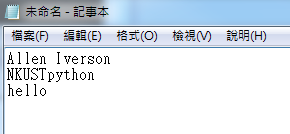 未命名 - 記事本
檔案(F) 編輯(E) 格式(O) 檢視(V) 說明(H)
Allen Iverson
NKUSTpython
hello